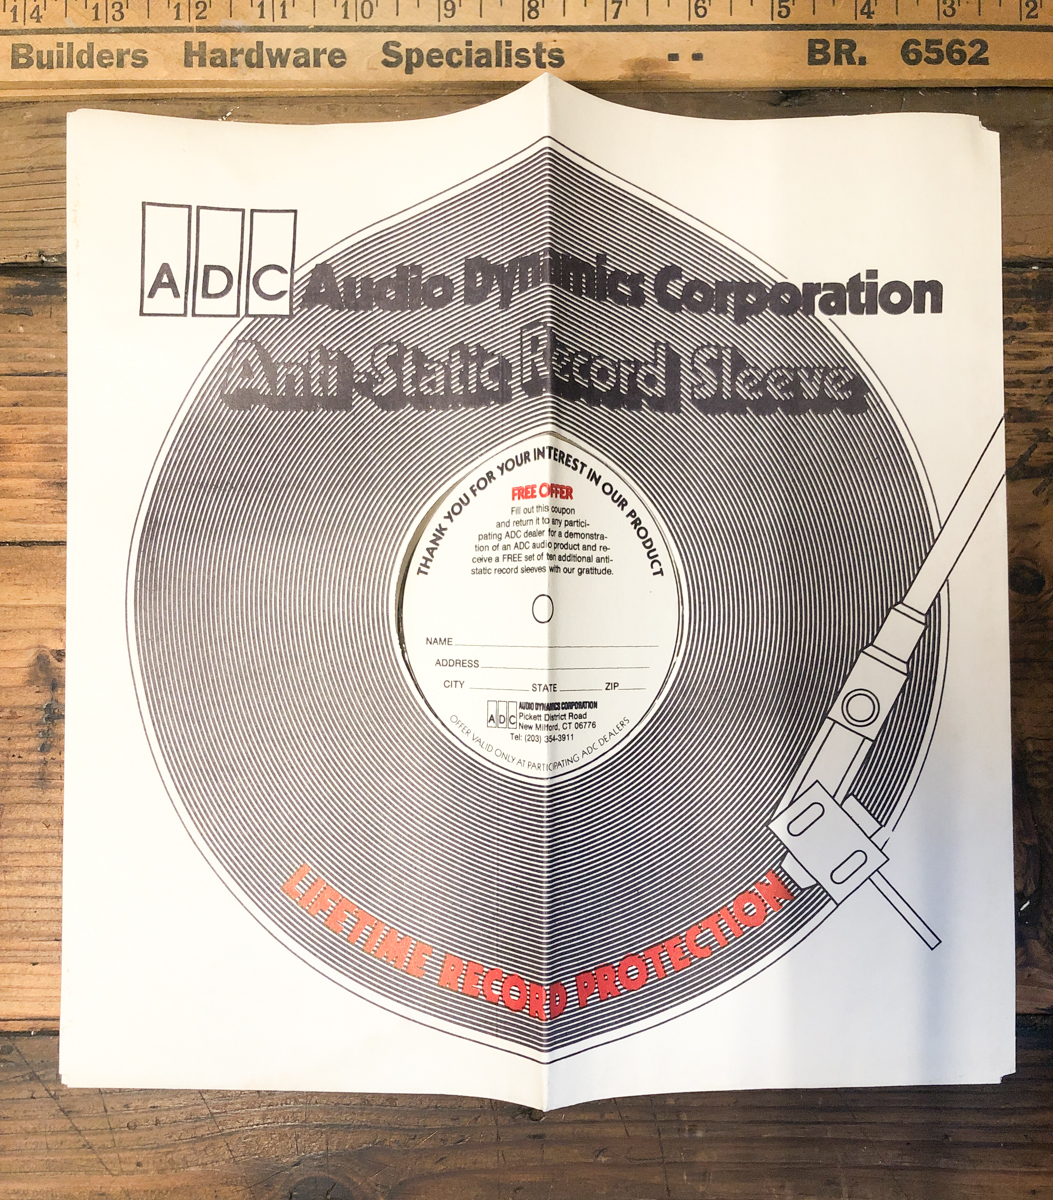 14 13 12 11 10 9 8 7 6 5 4 3 2
Builders Hardware Specialists -- BR. 6562
ADC Audio Dynamics Corporation
Anti-Static Record Sleeve
THANK YOU FOR YOUR INTEREST IN OUR PRODUCT
FREE OFFER
Fill out this coupon
and return it to any partici-
pating ADC dealer for a demonstra-
tion of an ADC audio product and re-
ceive a FREE set of ten additional anti-
static record sleeves with our gratitude.
NAME
ADDRESS
CITY STATE ZIP
ADC AUDIO DYNAMICS CORPORATION
Pickett District Road
New Milford, CT 06776
Tel: (203) 354-3911
OFFER VALID ONLY AT PARTICIPATING ADC DEALERS
LIFETIME RECORD PROTECTION